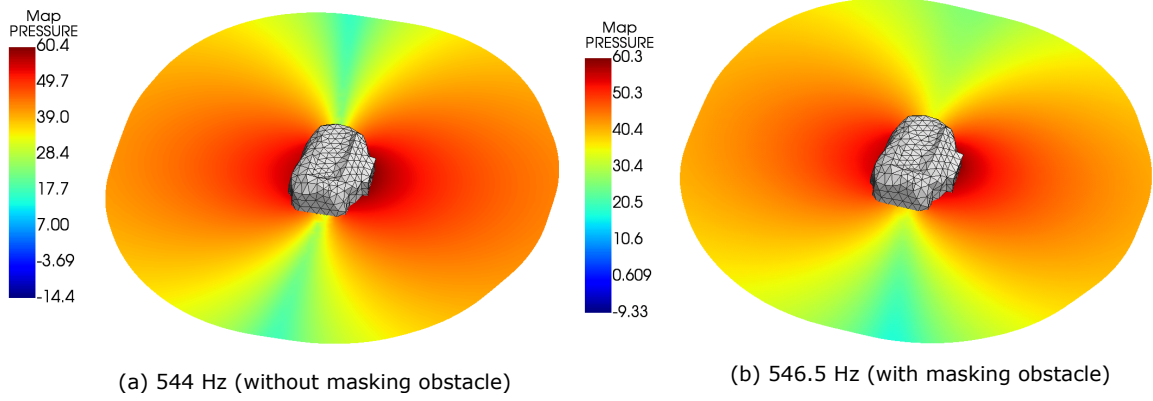 Map
PRESSURE
60.4
49.7
39.0
28.4
17.7
7.00
-3.69
-14.4
(a) 544 Hz (without masking obstacle)
Map
PRESSURE
60.3
50.3
40.4
30.4
20.5
10.6
0.609
-9.33
(b) 546.5 Hz (with masking obstacle)